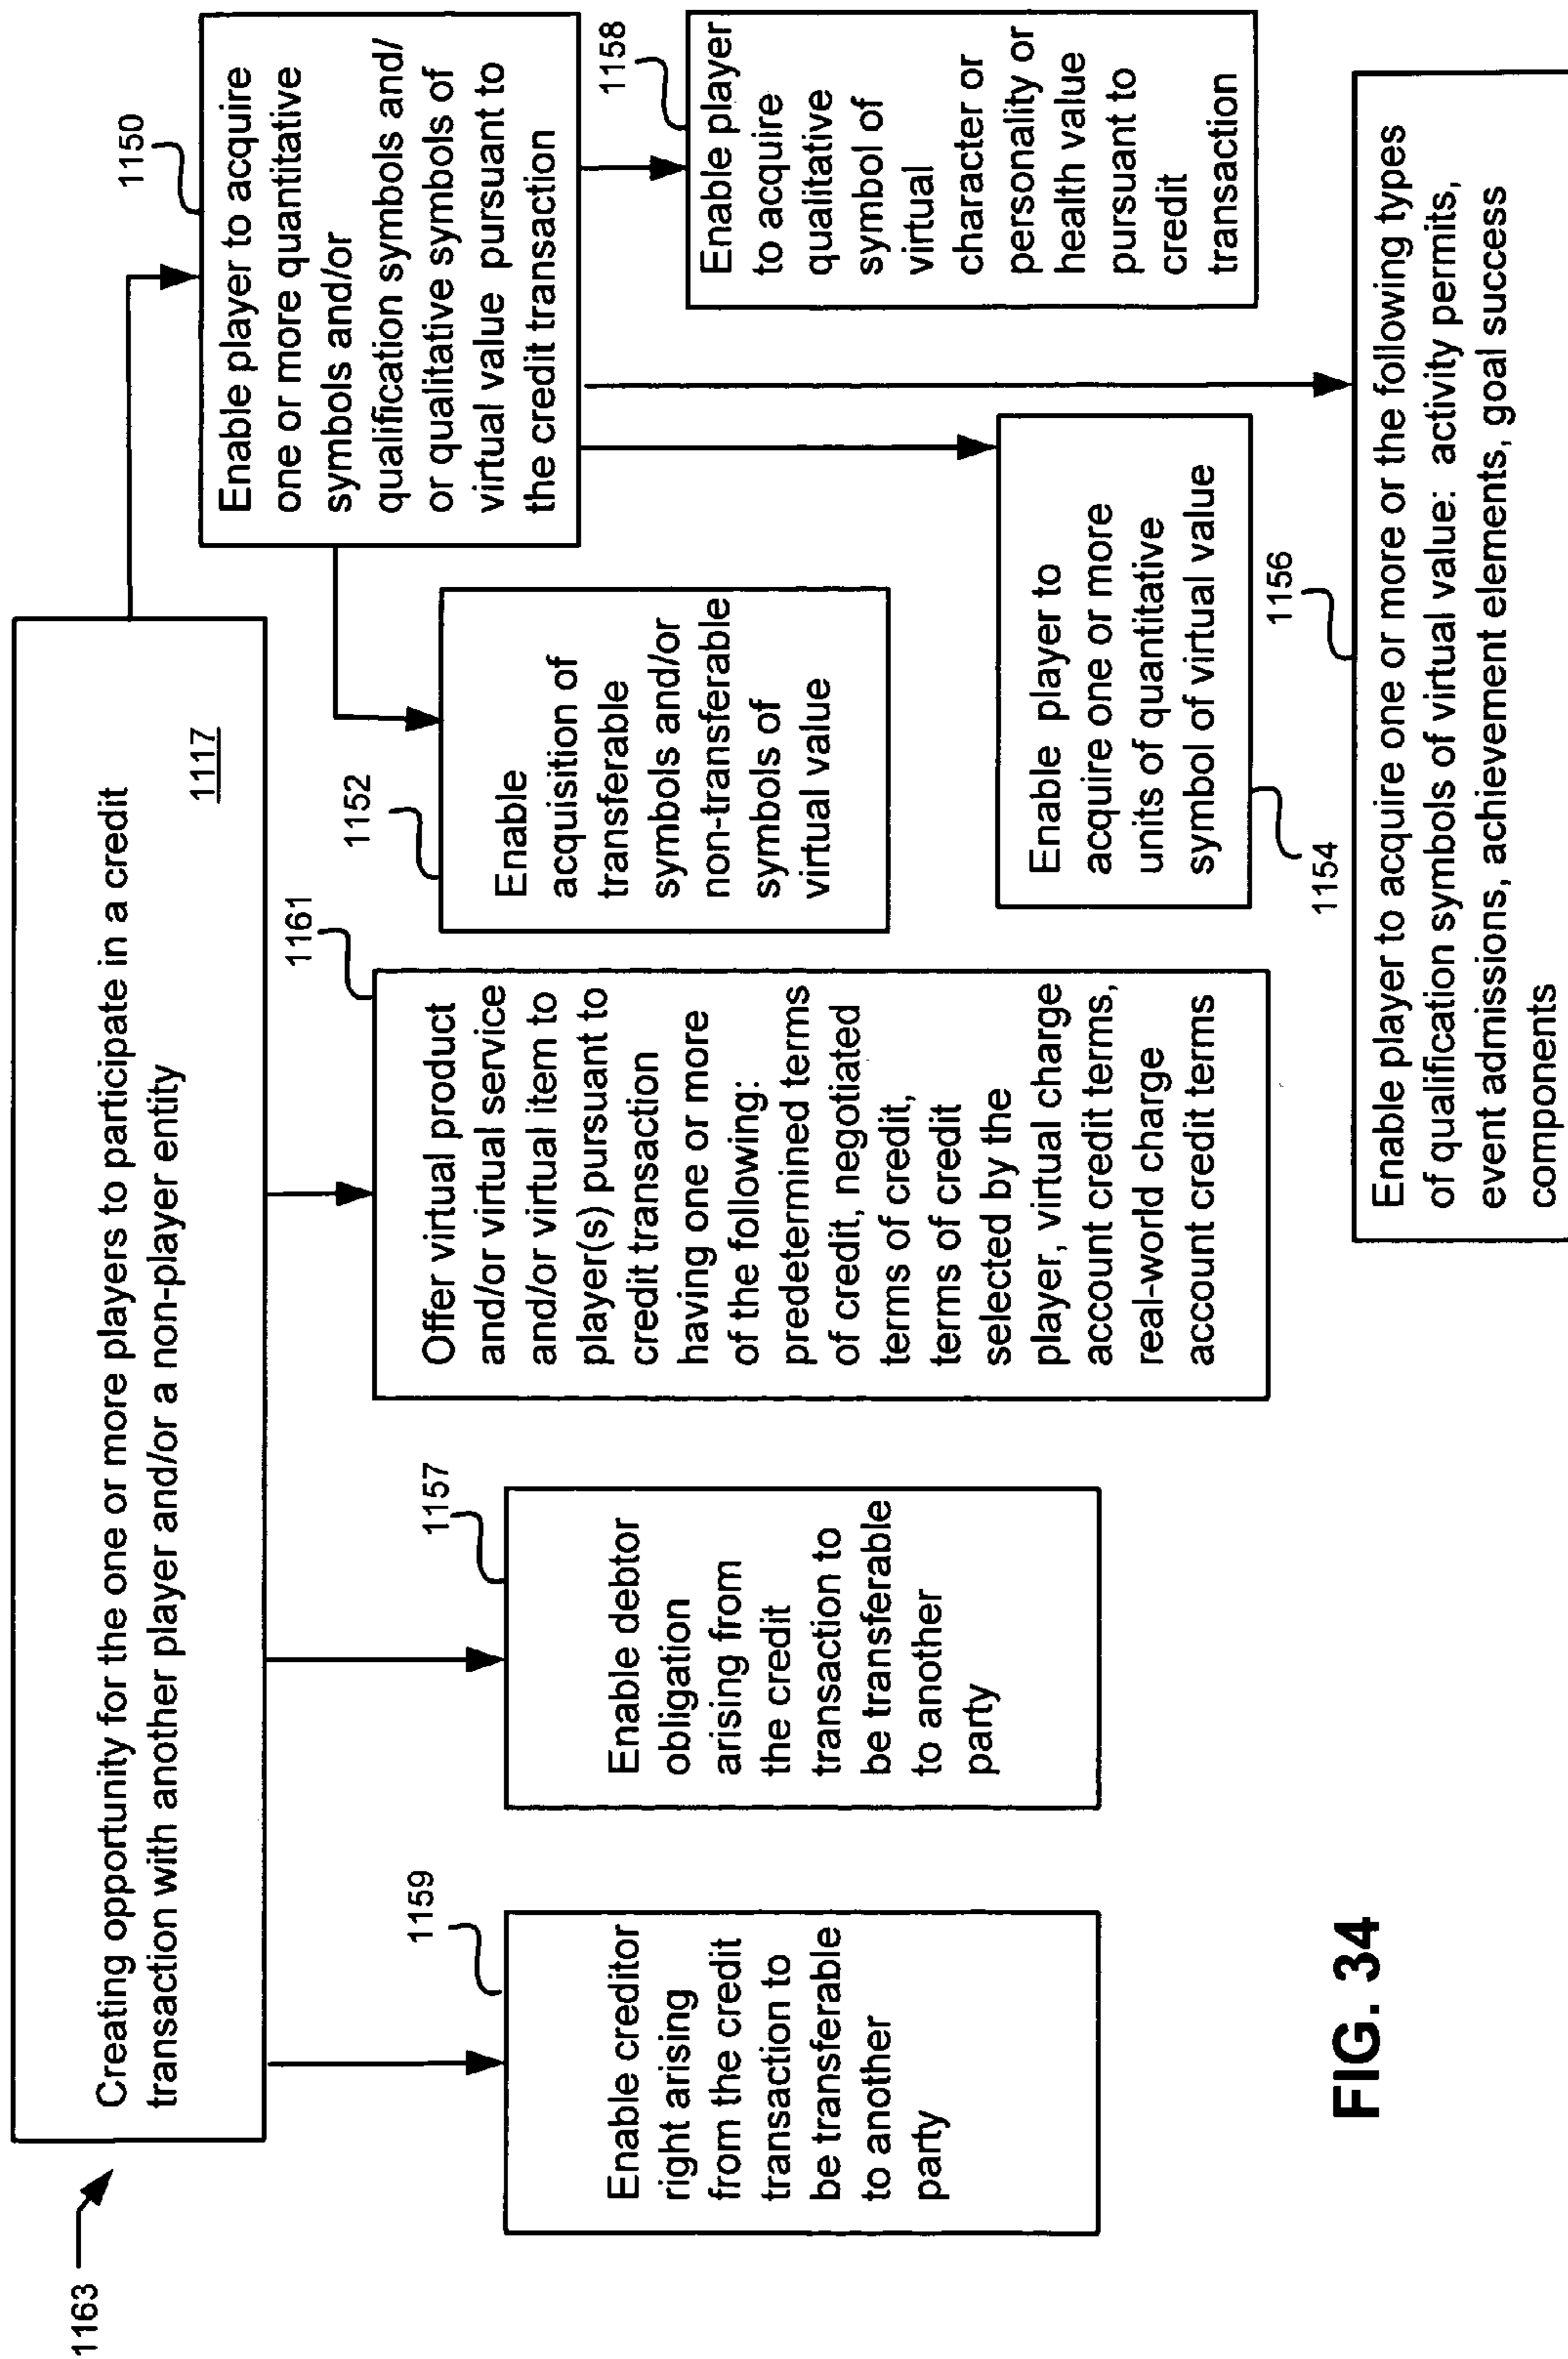 1163
Creating opportunity for the one or more players to participate in a credit
transaction with another player and/or a non-player entity
1117
1159
Enable creditor
right arising
from the credit
transaction to
be transferable
to another
party
1157
Enable debtor
obligation
arising from
the credit
transaction to
be transferable
to another
party
1161
Offer virtual product
and/or virtual service
and/or virtual item to
player(s) pursuant to
credit transaction
having one or more
of the following:
predetermined terms
of credit, negotiated
terms of credit,
terms of credit
selected by the
player, virtual charge
account credit terms,
real-world charge
account credit terms
1150
Enable player to acquire
one or more quantitative
symbols and/or
qualification symbols and/
or qualitative symbols of
virtual value pursuant to
the credit transaction
1152
Enable
acquisition of
transferable
symbols and/or
non-transferable
symbols of
virtual value
1158
Enable player
to acquire
qualitative
symbol of
virtual
character or
personality or
health value
pursuant to
credit
transaction
Enable player to
acquire one or more
units of quantitative
symbol of virtual value
1154
1156
Enable player to acquire one or more or the following types
of qualification symbols of virtual value: activity permits,
event admissions, achievement elements, goal success
components
FIG. 34